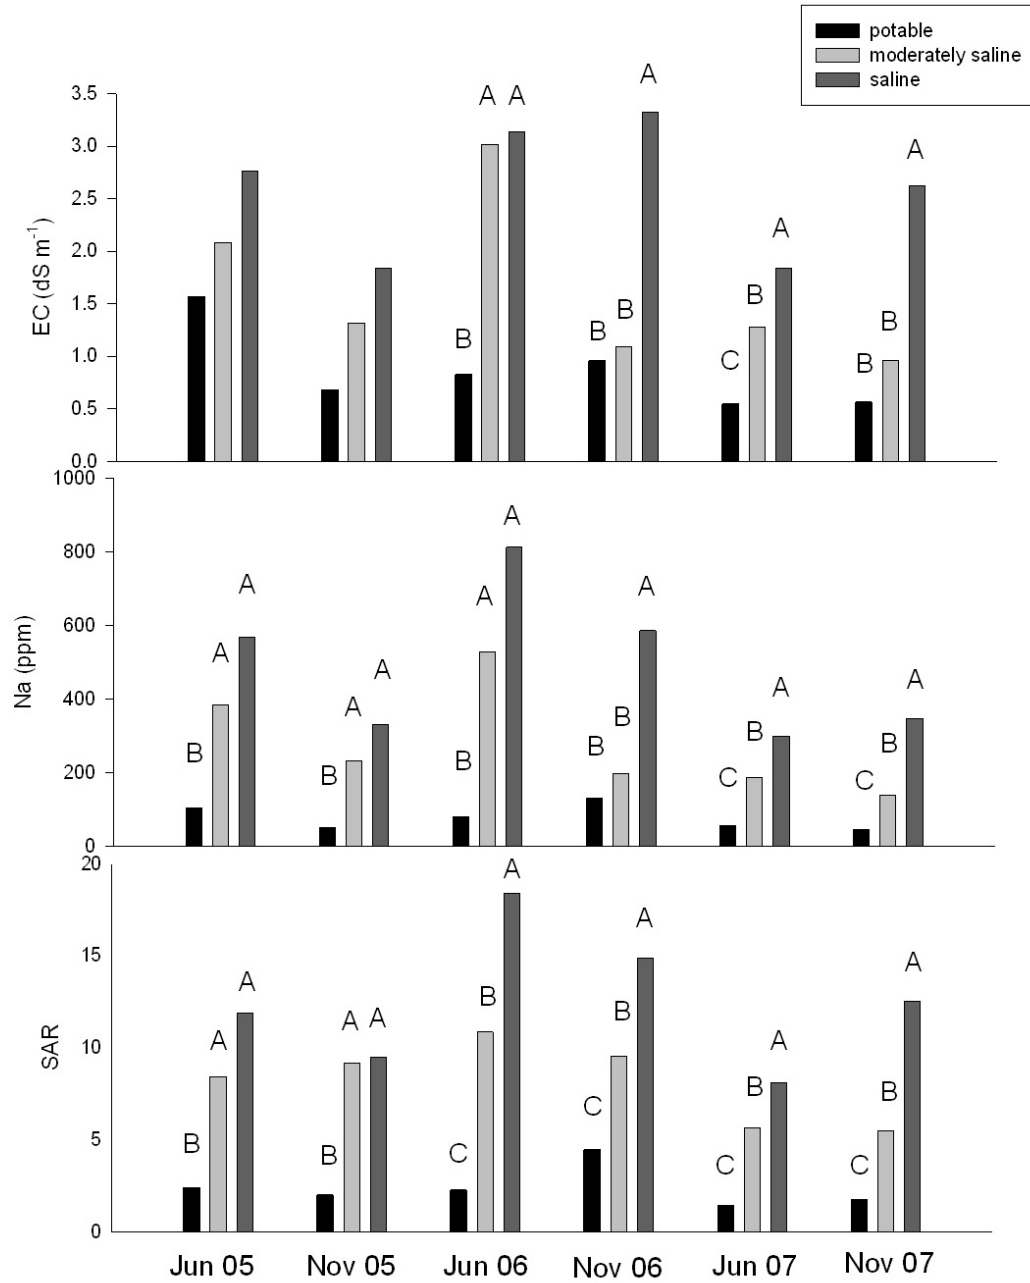 potable
moderately saline
saline
EC (dS m⁻¹)
3.5
3.0
2.5
2.0
1.5
1.0
0.5
0.0
A A A A A
B B B C B B B
Na (ppm)
1000
800
600
400
200
0
B A A B A A B A A B B A C B A C B A
SAR
20
15
10
5
0
B A A B A A C B A C B A C B A C B A
Jun 05 Nov 05 Jun 06 Nov 06 Jun 07 Nov 07